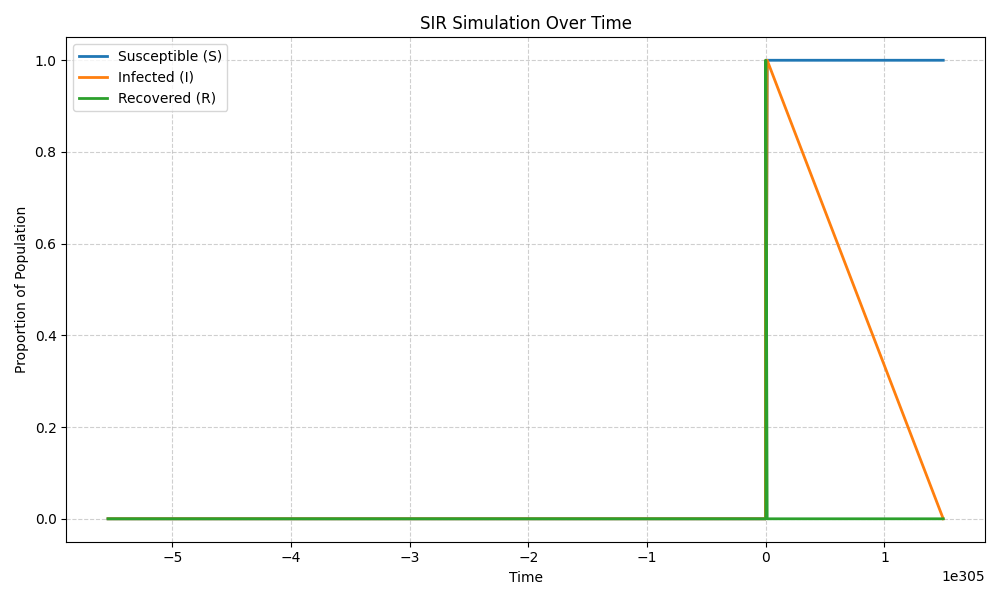 SIR Simulation Over Time
Susceptible (S)
Infected (I)
Recovered (R)
Proportion of Population
1.0
0.8
0.6
0.4
0.2
0.0
−5
−4
−3
−2
−1
0
1
1e305
Time